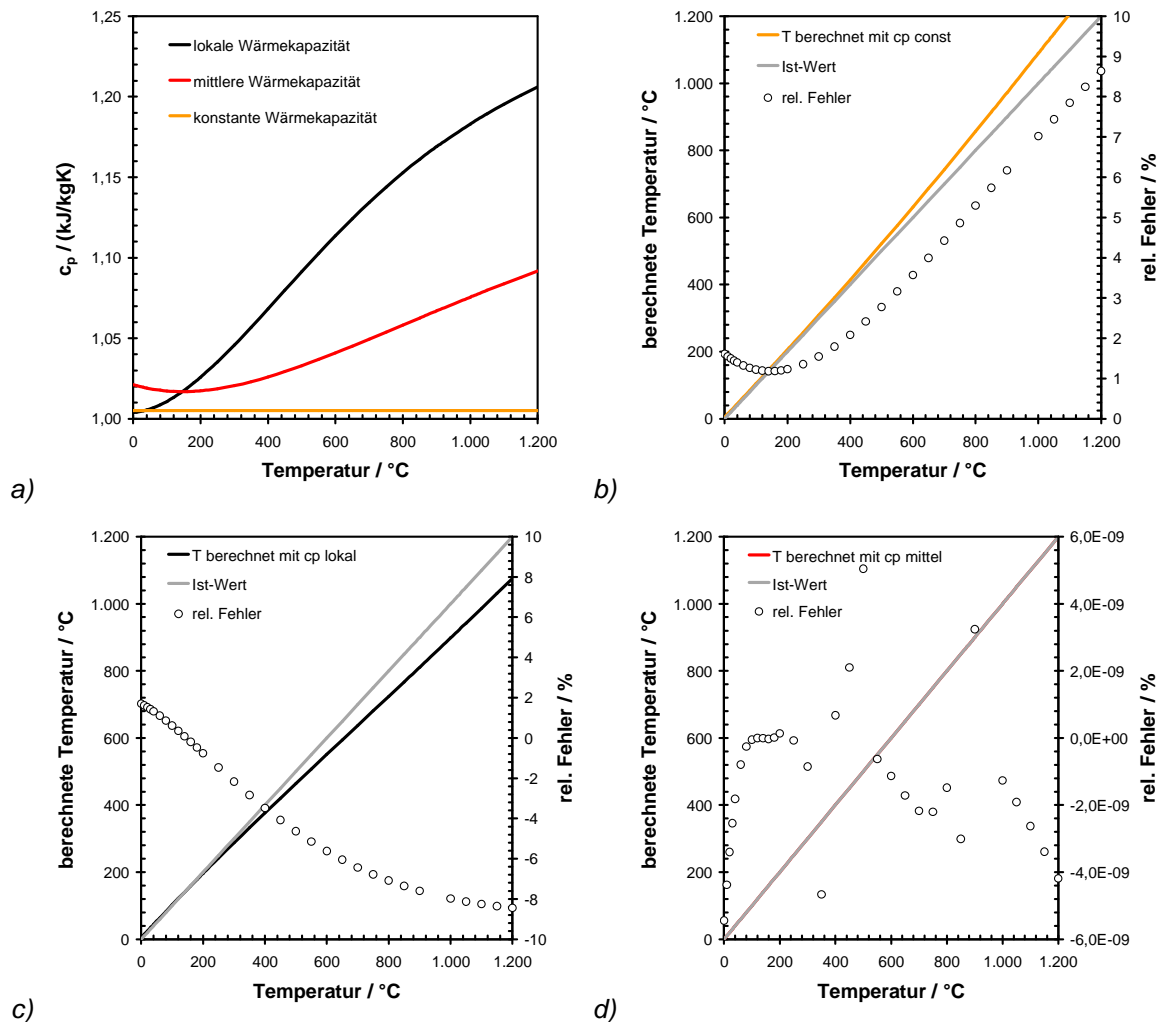 1,25
1,20
1,15
1,10
1,05
1,00
c_p / (kJ/kgK)
lokale Wärmekapazität
mittlere Wärmekapazität
konstante Wärmekapazität
0 200 400 600 800 1.000 1.200
Temperatur / °C
a)
1.200
1.000
800
600
400
200
0
berechnete Temperatur / °C
T berechnet mit cp const
Ist-Wert
rel. Fehler
10
9
8
7
6
5
4
3
2
1
0
rel. Fehler / %
0 200 400 600 800 1.000 1.200
Temperatur / °C
b)
1.200
1.000
800
600
400
200
0
berechnete Temperatur / °C
T berechnet mit cp lokal
Ist-Wert
rel. Fehler
10
8
6
4
2
0
-2
-4
-6
-8
-10
rel. Fehler / %
0 200 400 600 800 1.000 1.200
Temperatur / °C
c)
1.200
1.000
800
600
400
200
0
berechnete Temperatur / °C
T berechnet mit cp mittel
Ist-Wert
rel. Fehler
6,0E-09
4,0E-09
2,0E-09
0,0E+00
-2,0E-09
-4,0E-09
-6,0E-09
rel. Fehler / %
0 200 400 600 800 1.000 1.200
Temperatur / °C
d)